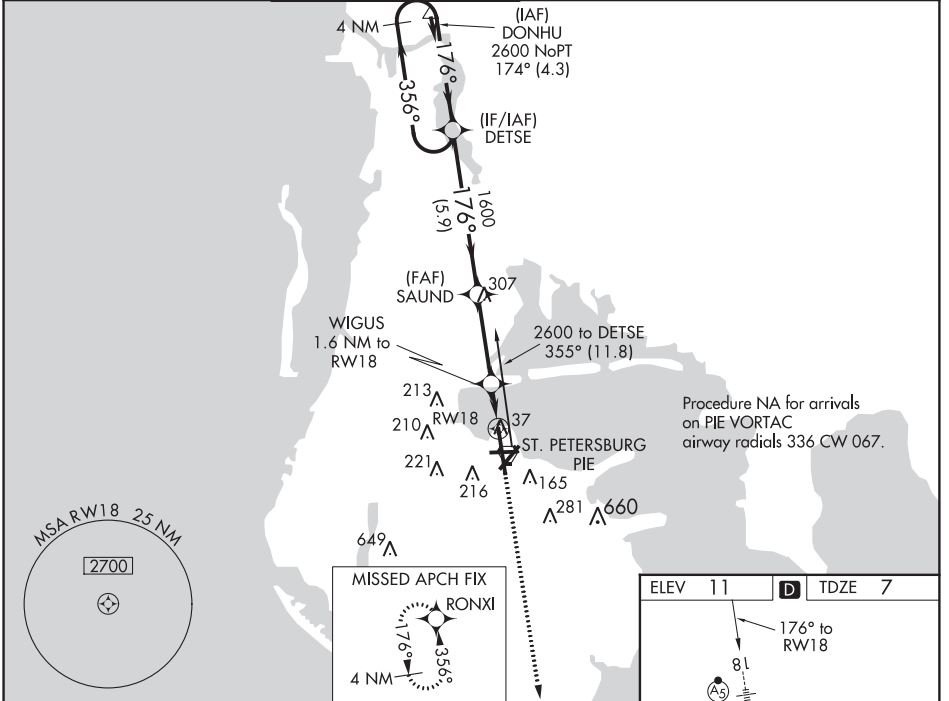 4 NM
(IAF)
DONHU
2600 NoPT
174° (4.3)
176°
356°
(IF/IAF)
DETSE
1600
176°
(5.9)
(FAF)
SAUND
307
WIGUS
1.6 NM to
RW18
2600 to DETSE
355° (11.8)
213
210
RW18
37
Procedure NA for arrivals
on PIE VORTAC
airway radials 336 CW 067.
ST. PETERSBURG
PIE
221
216
165
281
660
649
MSA RW18 25 NM
2700
MISSED APCH FIX
RONXI
176°
356°
4 NM
ELEV 11 D TDZE 7
176° to
RW18
18
A5